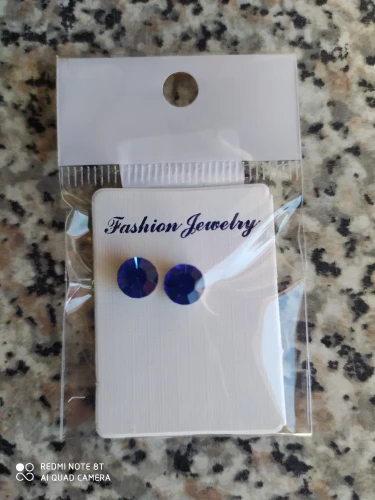 Fashion Jewelry
REDMI NOTE 8T
AI QUAD CAMERA